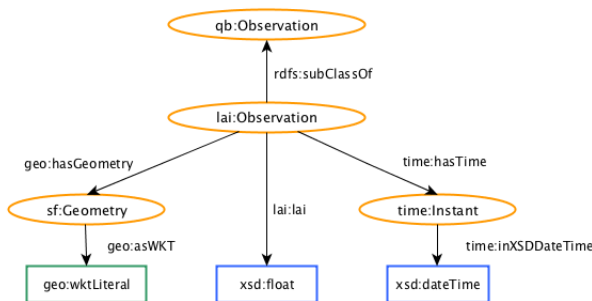 qb:Observation
rdfs:subClassOf
lai:Observation
geo:hasGeometry
time:hasTime
sf:Geometry
lai:lai
time:Instant
geo:asWKT
time:inXSDDateTime
geo:wktLiteral
xsd:float
xsd:dateTime